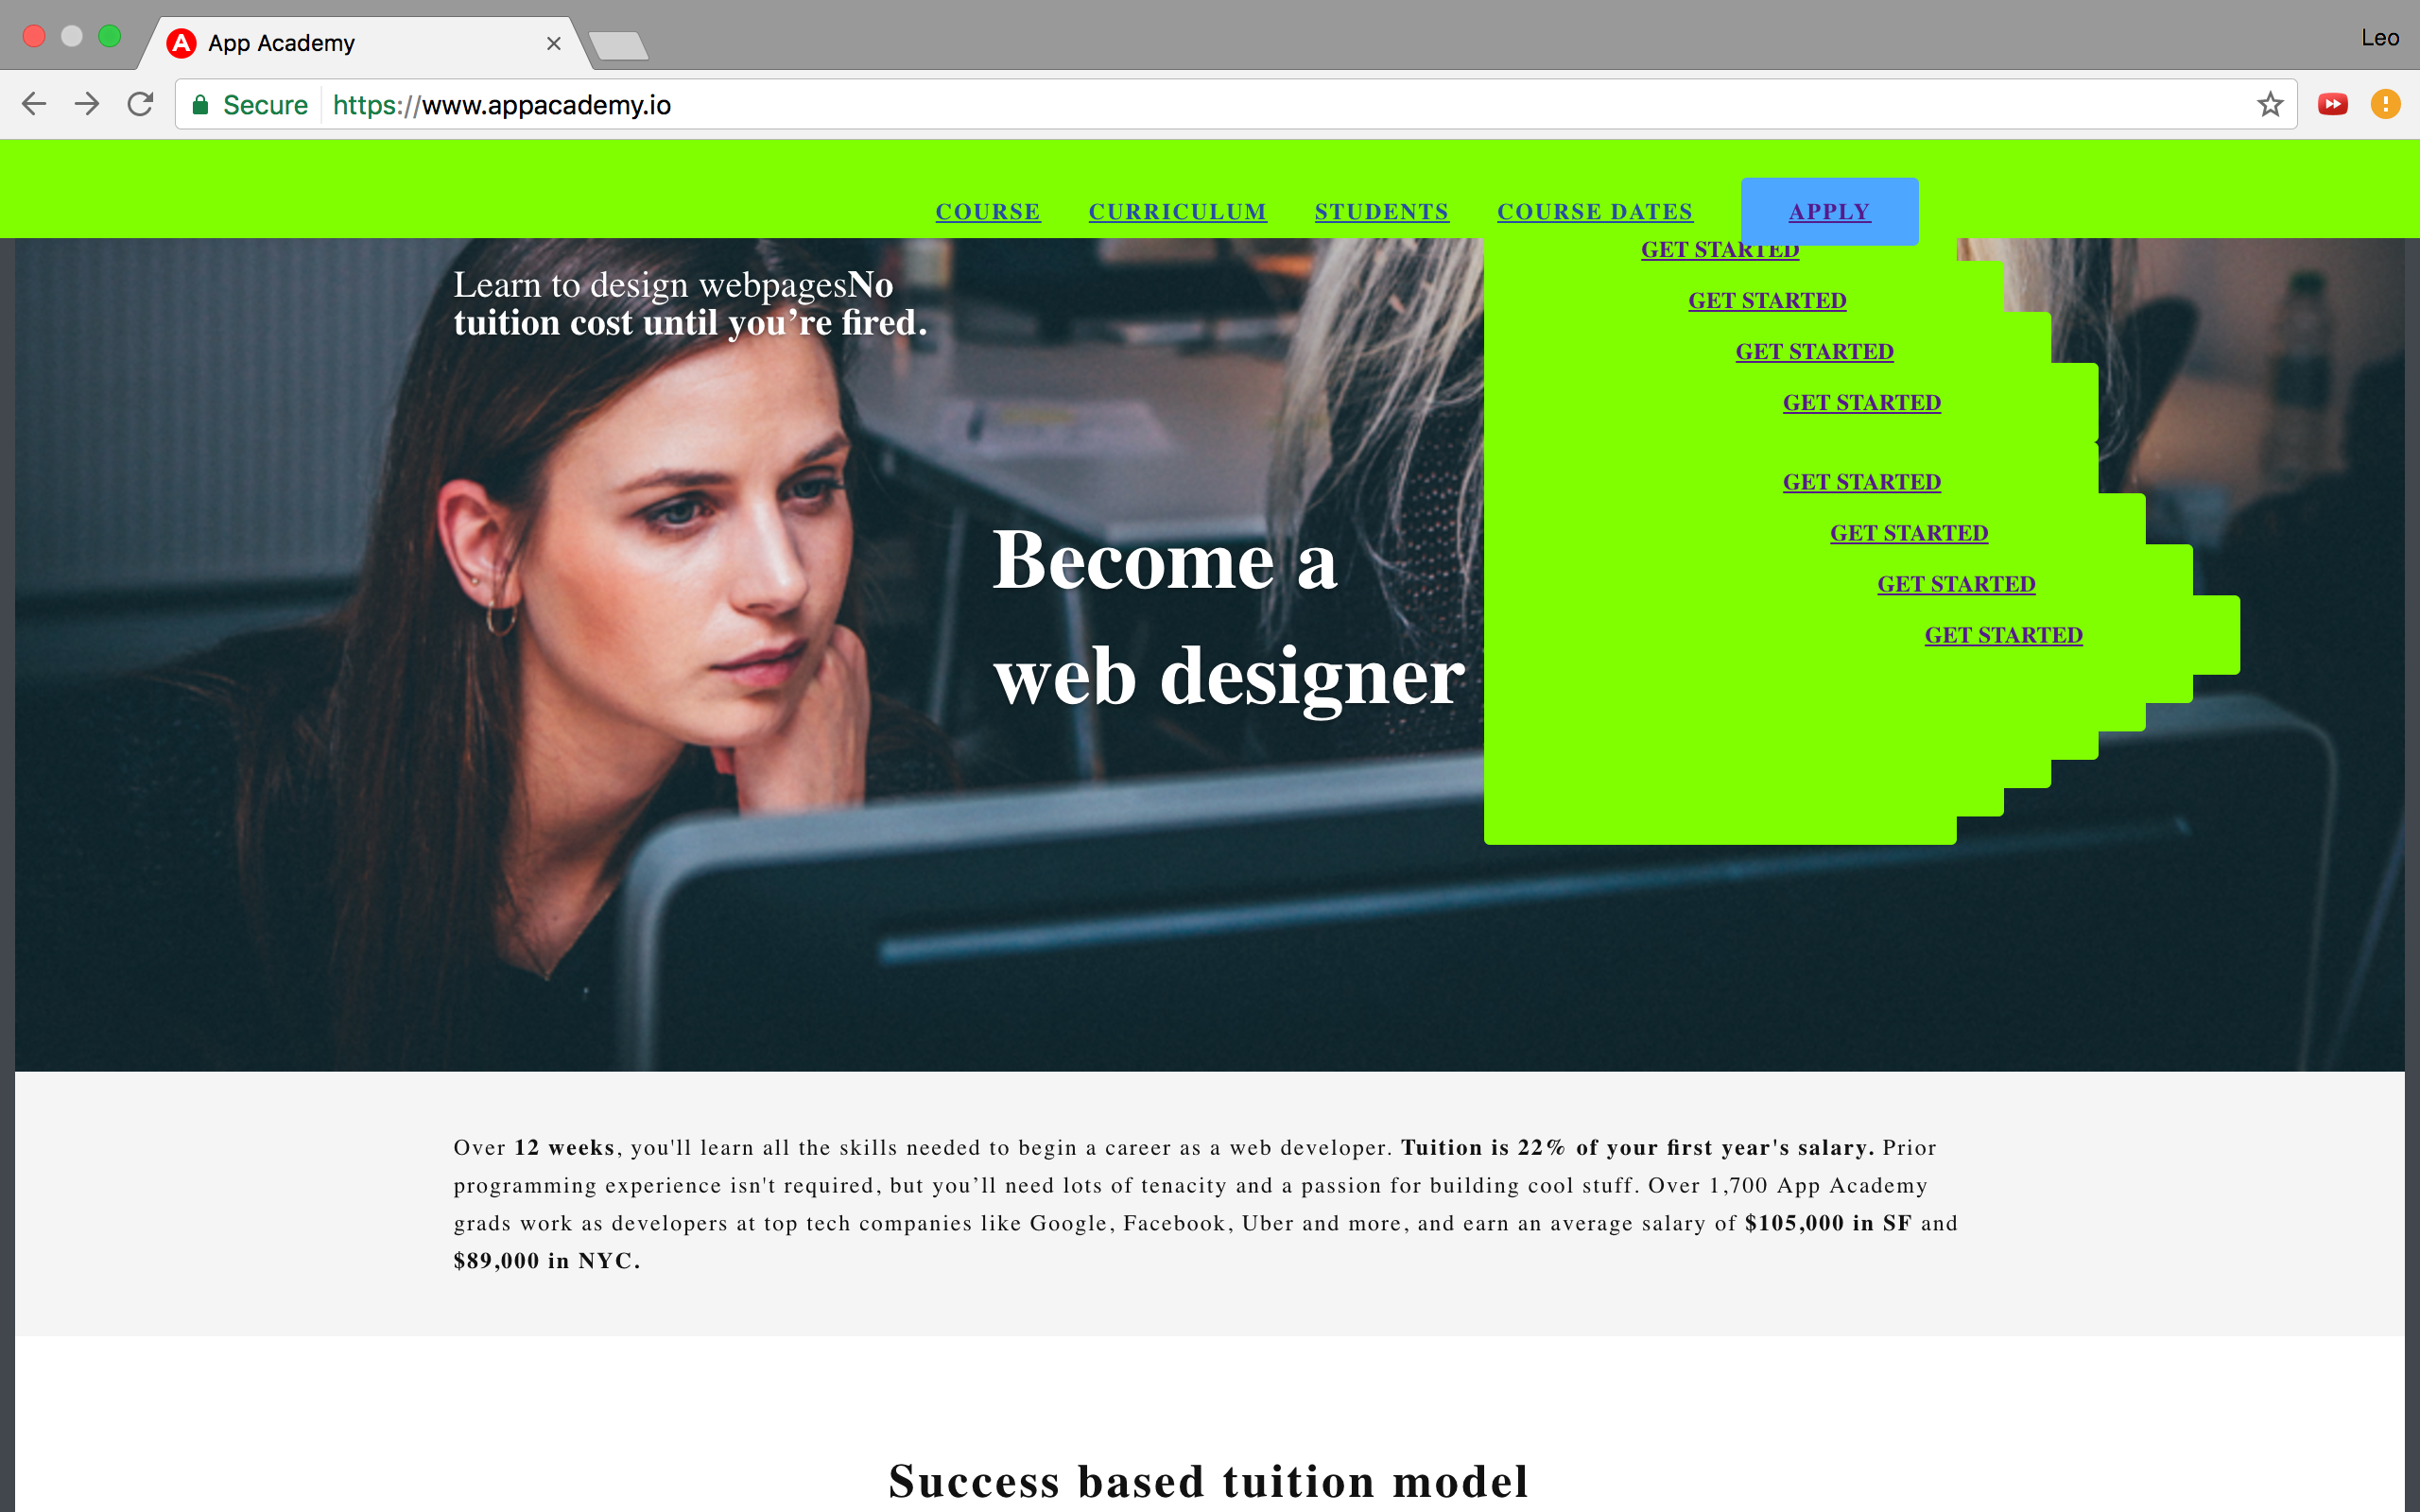 App Academy
Leo
Secure https://www.appacademy.io
COURSE CURRICULUM STUDENTS COURSE DATES APPLY
GET STARTED
Learn to design webpagesNo
tuition cost until you’re fired.
GET STARTED
GET STARTED
GET STARTED
GET STARTED
GET STARTED
GET STARTED
GET STARTED
Become a
web designer
Over 12 weeks, you'll learn all the skills needed to begin a career as a web developer. Tuition is 22% of your first year's salary. Prior
programming experience isn't required, but you’ll need lots of tenacity and a passion for building cool stuff. Over 1,700 App Academy
grads work as developers at top tech companies like Google, Facebook, Uber and more, and earn an average salary of $105,000 in SF and
$89,000 in NYC.
Success based tuition model